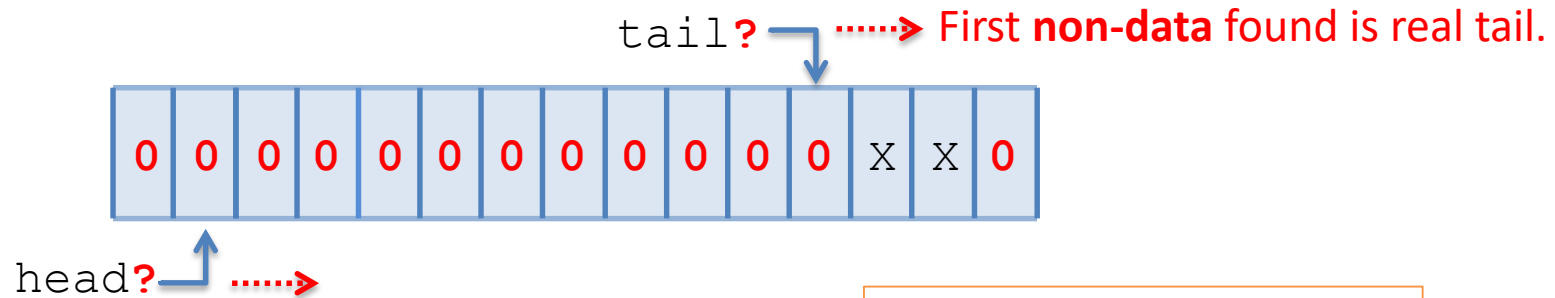 tail? First non-data found is real tail.
0 0 0 0 0 0 0 0 0 0 0 0 X X 0
head?